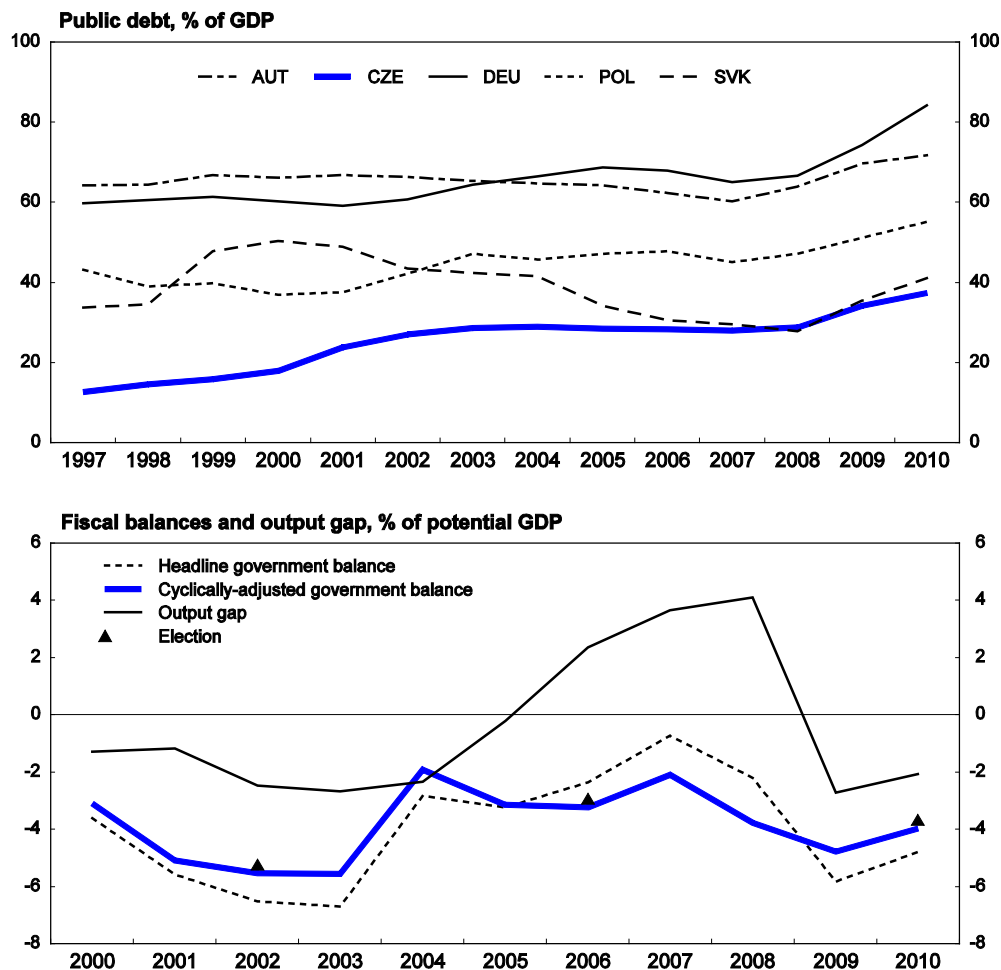 Public debt, % of GDP
100 100
AUT CZE DEU POL SVK
80 80
60 60
40 40
20 20
0 0
1997 1998 1999 2000 2001 2002 2003 2004 2005 2006 2007 2008 2009 2010
Fiscal balances and output gap, % of potential GDP
6 6
Headline government balance
Cyclically-adjusted government balance
4 4
Output gap
Election
2 2
0 0
-2 -2
-4 -4
-6 -6
-8 -8
2000 2001 2002 2003 2004 2005 2006 2007 2008 2009 2010